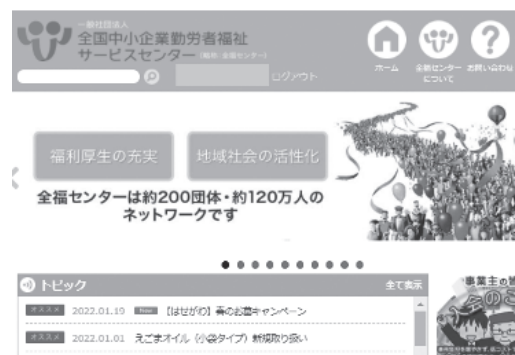 一般社団法人
全国中小企業勤労者福祉
サービスセンター (略称:全福センター)
ログアウト
ホーム
全福センターについて
お問い合わせ
福利厚生の充実
地域社会の活性化
全福センターは約200団体・約120万人の
ネットワークです
トピック
全て表示
オススメ 2022.01.19 New 【はせがわ】春のお墓キャンペーン
オススメ 2022.01.01 えごまオイル（小袋タイプ）新規取り扱い
事業主の皆